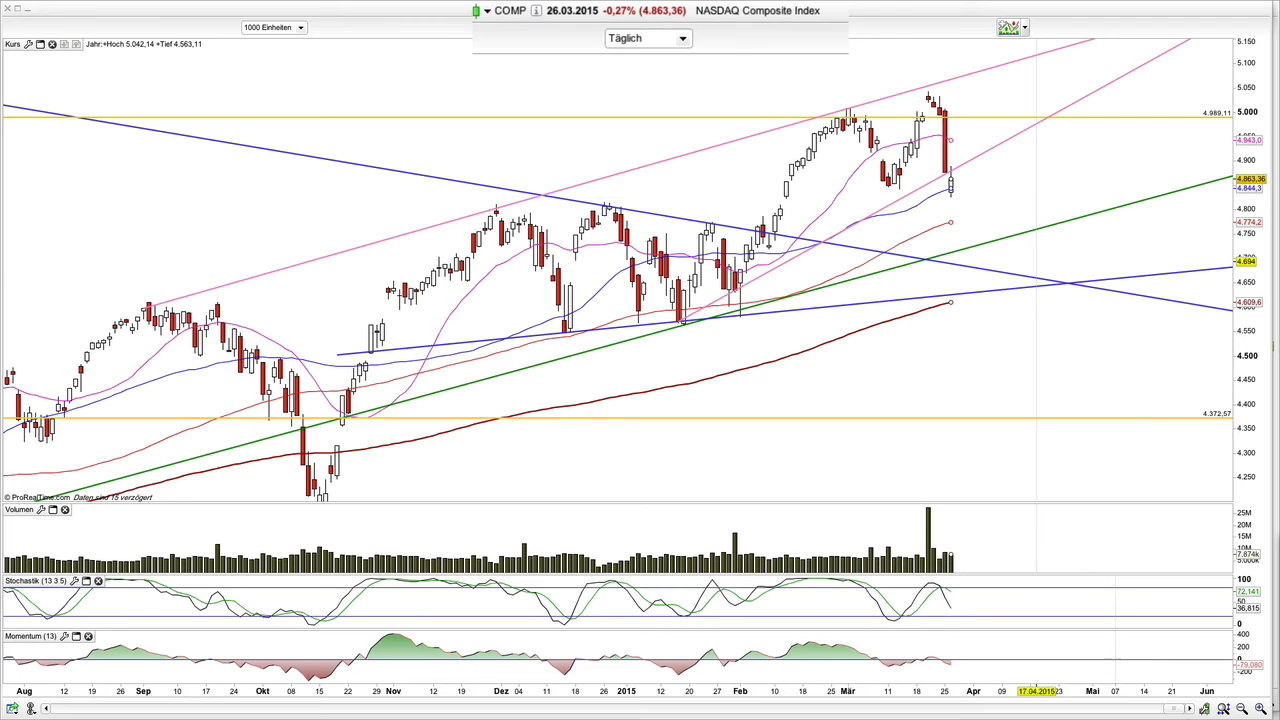 COMP 26.03.2015 -0,27% (4.863,36) NASDAQ Composite Index
1000 Einheiten
Täglich
Kurs Jahr:+Hoch 5.042,14 +Tief 4.563,11
5.150
5.100
5.050
5.000
4.989,11
4.943,0
4.900
4.863,36
4.844,3
4.800
4.774,2
4.750
4.694
4.650
4.609,6
4.550
4.500
4.450
4.400
4.372,57
4.350
4.300
4.250
© ProRealTime.com Daten sind 15 verzögert
Volumen
25M
20M
15M
10M
7.874k
5.000k
Stochastik (13 3 5)
100
72,141
50
36,815
0
Momentum (13)
400
200
0
-79,080
-200
Aug 12 19 26 Sep 10 17 24 Okt 08 15 22 29 Nov 12 19 Dez 04 11 18 26 2015 12 20 27 Feb 10 18 25 Mär 11 18 25 Apr 09 17.04.2015 23 Mai 07 14 21 Jun